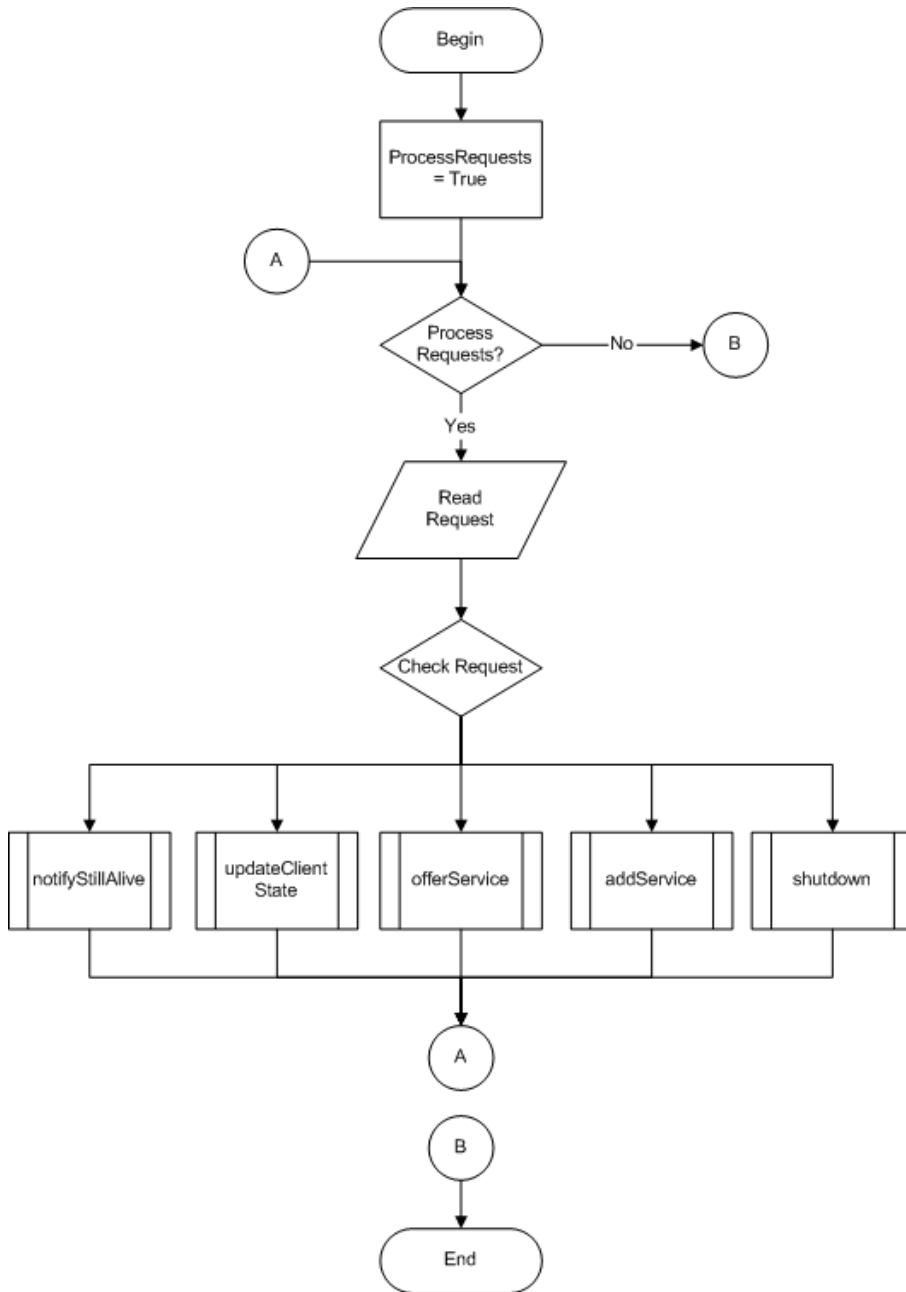 Begin
ProcessRequests
= True
A
Process
Requests?
No
B
Yes
Read
Request
Check Request
notifyStillAlive
updateClient
State
offerService
addService
shutdown
A
B
End